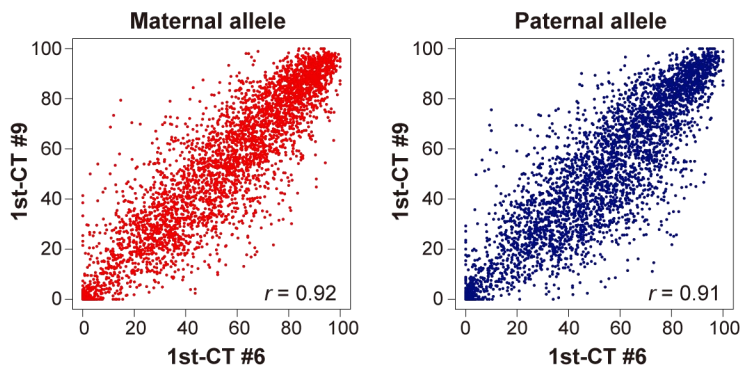 Maternal allele
100
80
60
40
20
0
1st-CT #9
r = 0.92
0 20 40 60 80 100
1st-CT #6
Paternal allele
100
80
60
40
20
0
1st-CT #9
r = 0.91
0 20 40 60 80 100
1st-CT #6